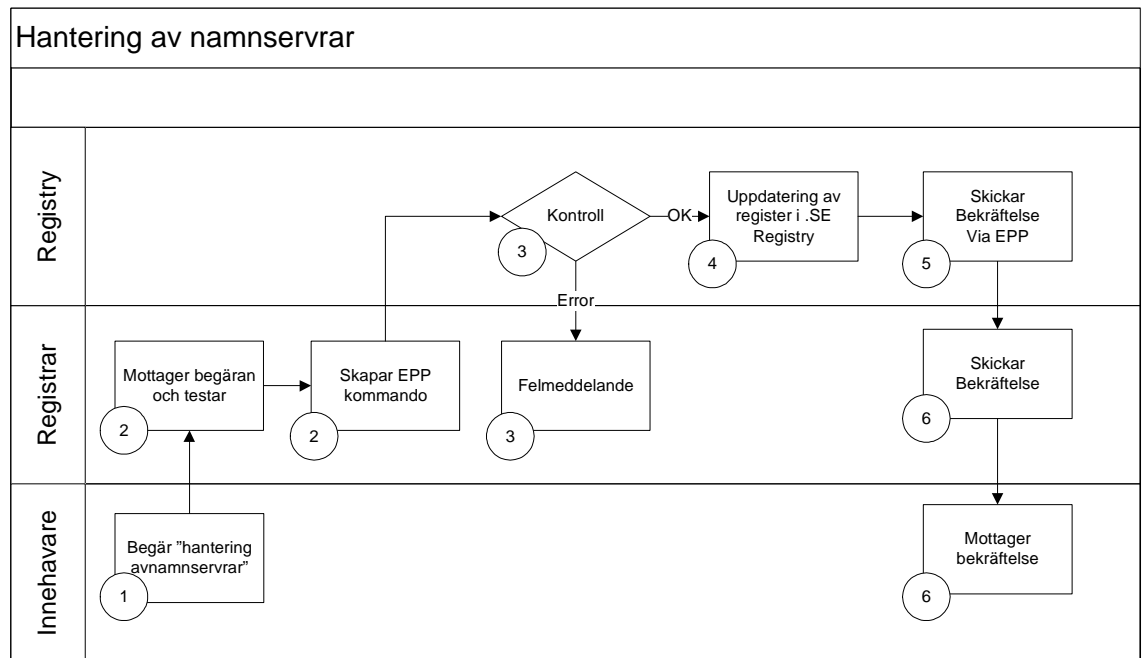 Hantering av namnservrar
Registry
Kontroll
3
OK
Uppdatering av
register i .SE
Registry
4
Skickar
Bekräftelse
Via EPP
5
Error
Registrar
Mottager begäran
och testar
2
Skapar EPP
kommando
2
Felmeddelande
3
Skickar
Bekräftelse
6
Innehavare
Begär ”hantering
avnamnservrar”
1
Mottager
bekräftelse
6